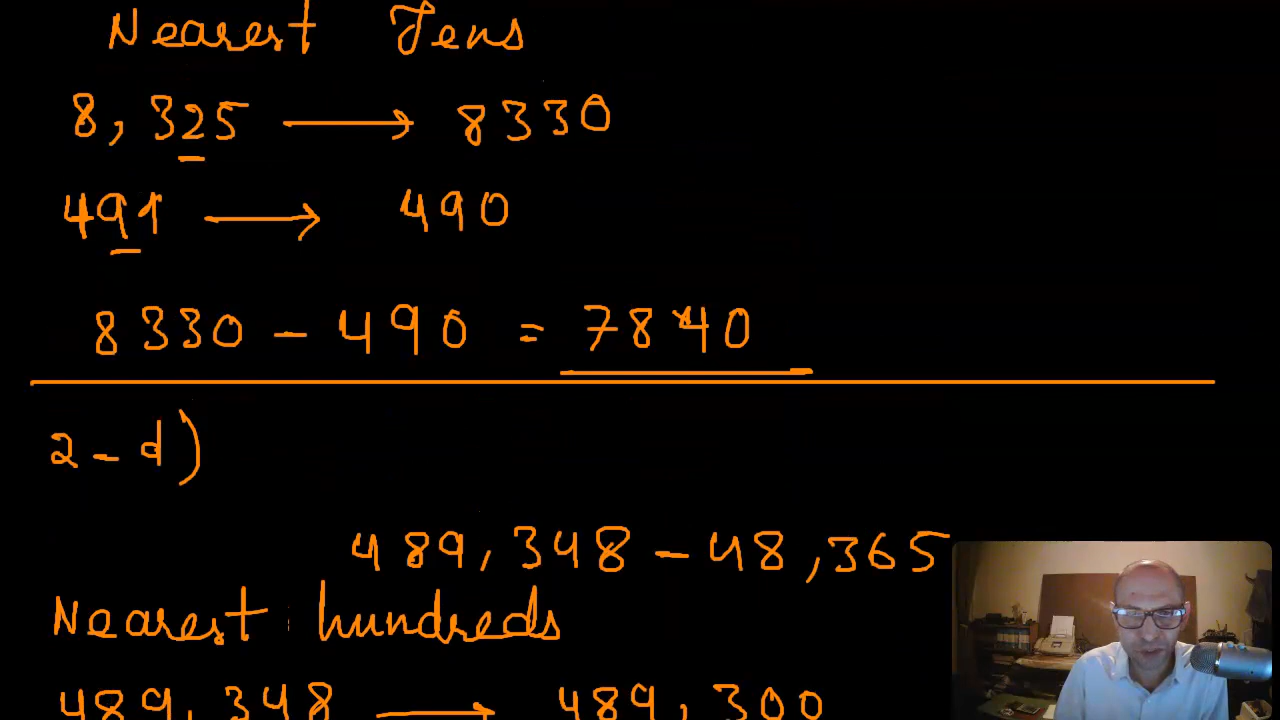 Nearest Tens
8,325 → 8330
491 → 490
8330 - 490 = 7840
2-d)
489,348 - 48,365
Nearest hundreds
489,348 → 489,300